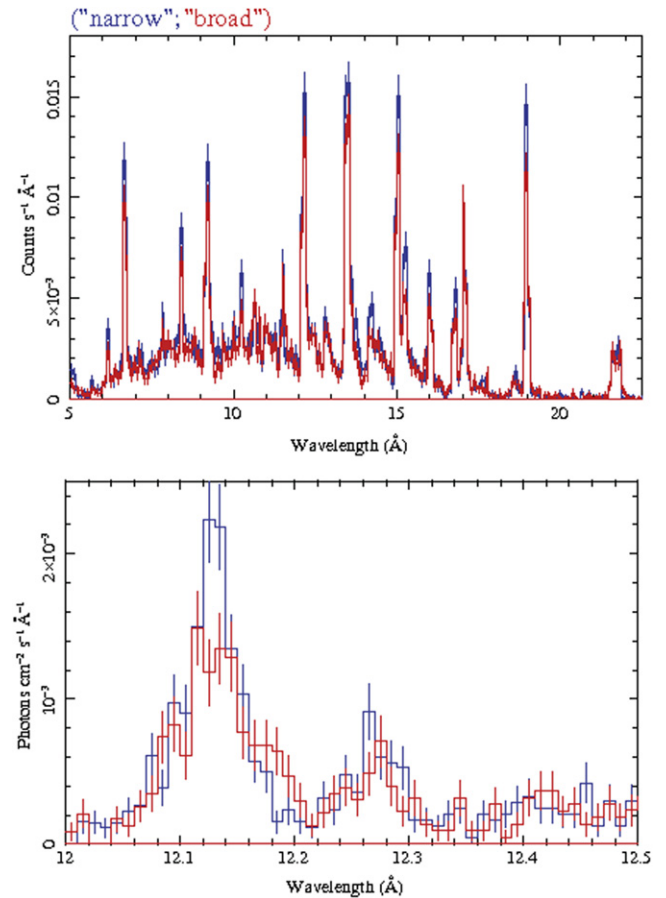 ("narrow"; "broad")
Counts s⁻¹ Å⁻¹
0.015
0.01
5×10⁻³
0
5 10 15 20
Wavelength (Å)
Photons cm⁻² s⁻¹ Å⁻¹
2×10⁻³
10⁻³
0
12 12.1 12.2 12.3 12.4 12.5
Wavelength (Å)